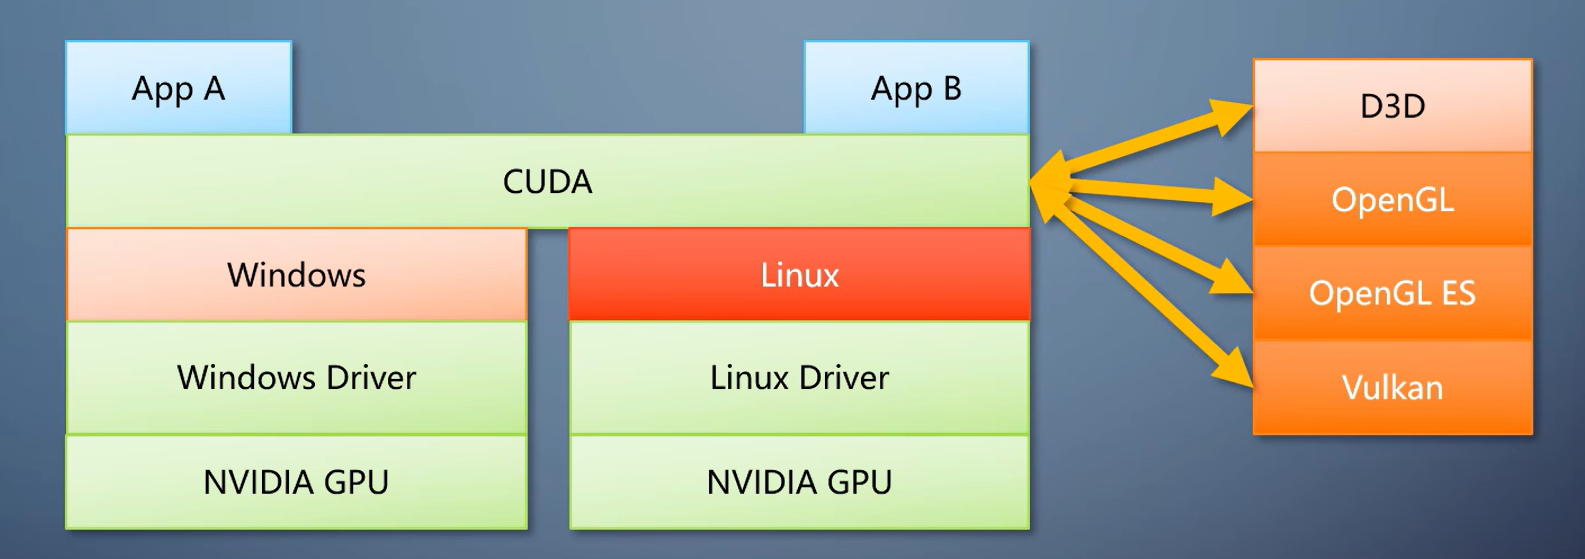 App A
App B
CUDA
Windows
Linux
Windows Driver
Linux Driver
NVIDIA GPU
NVIDIA GPU
D3D
OpenGL
OpenGL ES
Vulkan